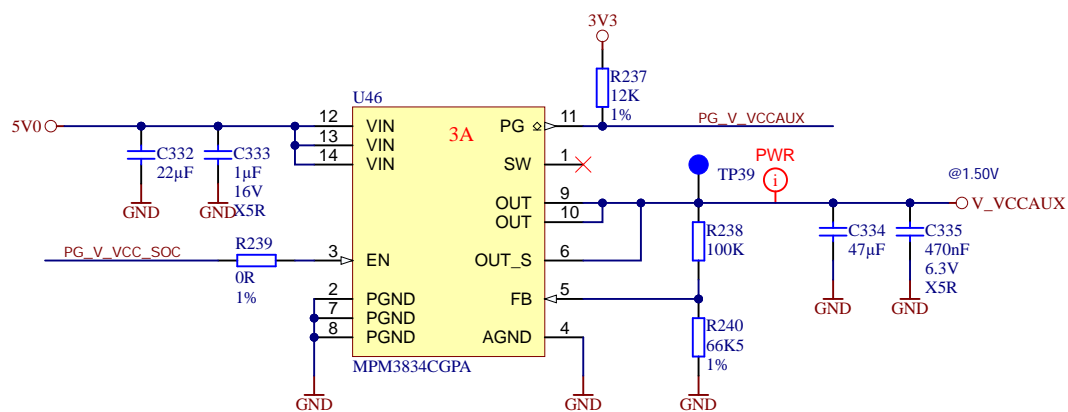 3V3
R237
12K
1%
U46
5V0
12
VIN
13
VIN
14
VIN
3A
PG
11
PG_V_VCCAUX
C332
22µF
GND
C333
1µF
16V
X5R
GND
SW
1
TP39
PWR
i
@1.50V
V_VCCAUX
OUT
9
OUT
10
R238
100K
C334
47µF
GND
C335
470nF
6.3V
X5R
GND
PG_V_VCC_SOC
R239
0R
1%
3
EN
OUT_S
6
2
PGND
7
PGND
8
PGND
FB
5
AGND
4
R240
66K5
1%
MPM3834CGPA
GND
GND
GND